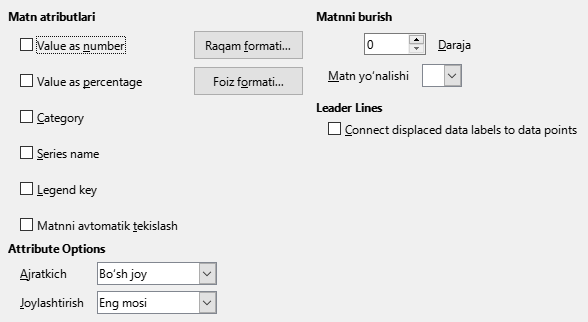 Matn atributlari
Value as number
Raqam formati...
Value as percentage
Foiz formati...
Category
Series name
Legend key
Matnni avtomatik tekislash
Attribute Options
Ajratkich
Bo‘sh joy
Joylashtirish
Eng mosi
Matnni burish
0
Daraja
Matn yo‘nalishi
Leader Lines
Connect displaced data labels to data points